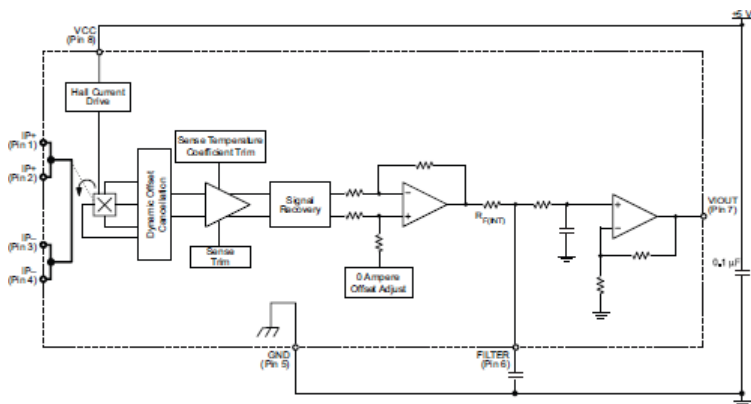 +5 V
VCC
(Pin 8)
Hall Current
Drive
IP+
(Pin 1)
IP+
(Pin 2)
IP−
(Pin 3)
IP−
(Pin 4)
Dynamic Offset
Cancellation
Sense Temperature
Coefficient Trim
Sense
Trim
Signal
Recovery
0 Ampere
Offset Adjust
RF(INT)
VIOUT
(Pin 7)
0.1 µF
GND
(Pin 5)
FILTER
(Pin 6)